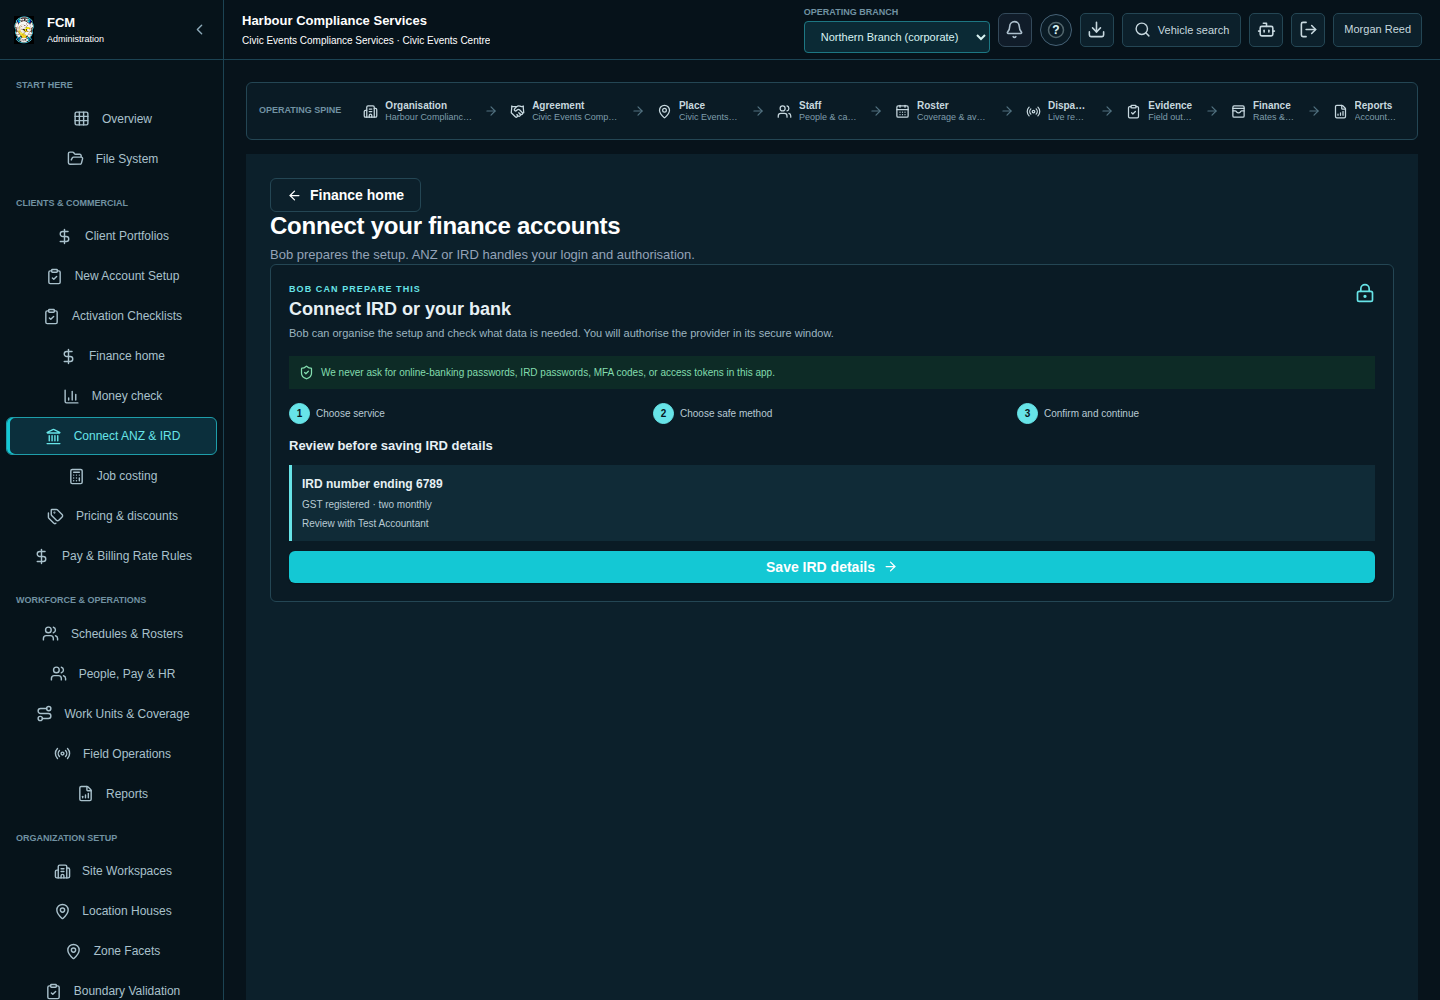 FCM
Administration
START HERE
Overview
File System
CLIENTS & COMMERCIAL
Client Portfolios
New Account Setup
Activation Checklists
Finance home
Money check
Connect ANZ & IRD
Job costing
Pricing & discounts
Pay & Billing Rate Rules
WORKFORCE & OPERATIONS
Schedules & Rosters
People, Pay & HR
Work Units & Coverage
Field Operations
Reports
ORGANIZATION SETUP
Site Workspaces
Location Houses
Zone Facets
Boundary Validation
Harbour Compliance Services
Civic Events Compliance Services · Civic Events Centre
OPERATING BRANCH
Northern Branch (corporate)
?
Vehicle search
Morgan Reed
OPERATING SPINE
Organisation
Harbour Complianc…
Agreement
Civic Events Comp…
Place
Civic Events…
Staff
People & ca…
Roster
Coverage & av…
Dispa…
Live re…
Evidence
Field out…
Finance
Rates &…
Reports
Account…
Finance home
Connect your finance accounts
Bob prepares the setup. ANZ or IRD handles your login and authorisation.
BOB CAN PREPARE THIS
Connect IRD or your bank
Bob can organise the setup and check what data is needed. You will authorise the provider in its secure window.
We never ask for online-banking passwords, IRD passwords, MFA codes, or access tokens in this app.
1 Choose service
2 Choose safe method
3 Confirm and continue
Review before saving IRD details
IRD number ending 6789
GST registered · two monthly
Review with Test Accountant
Save IRD details